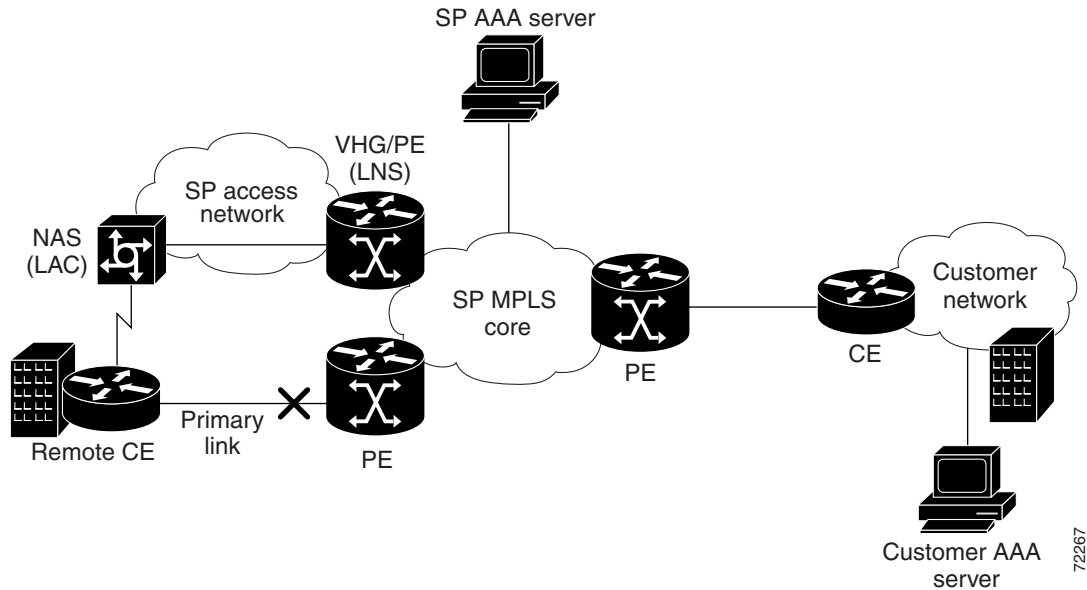 SP AAA server
VHG/PE
(LNS)
SP access
network
NAS
(LAC)
SP MPLS
core
Customer
network
CE
PE
Primary
link
Remote CE
PE
Customer AAA
server
72267